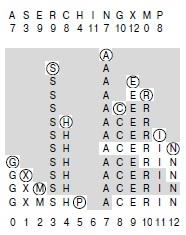 A S E R C H I N G X M P
7 3 9 9 8 4 11 7 10 12 0 8
A
S A
S A E
S A E R
S A C E R
S H A C E R
S H A C E R I
S H A C E R I N
G S H A C E R I N
G X S H A C E R I N
G X M S H A C E R I N
G X M S H P A C E R I N
0 1 2 3 4 5 6 7 8 9 10 11 12